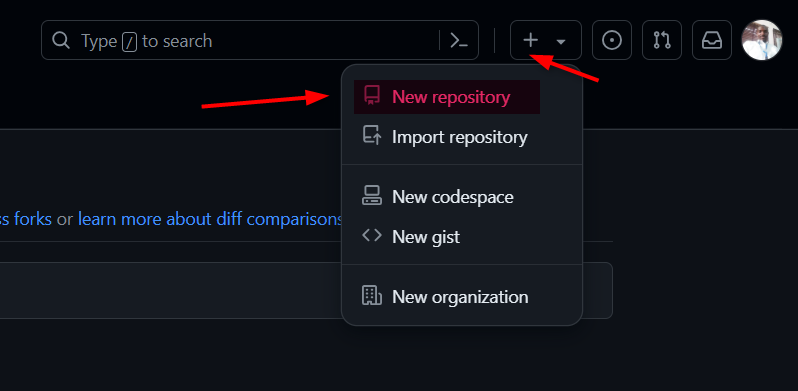 Type / to search
New repository
Import repository
New codespace
New gist
New organization
forks or learn more about diff comparisons